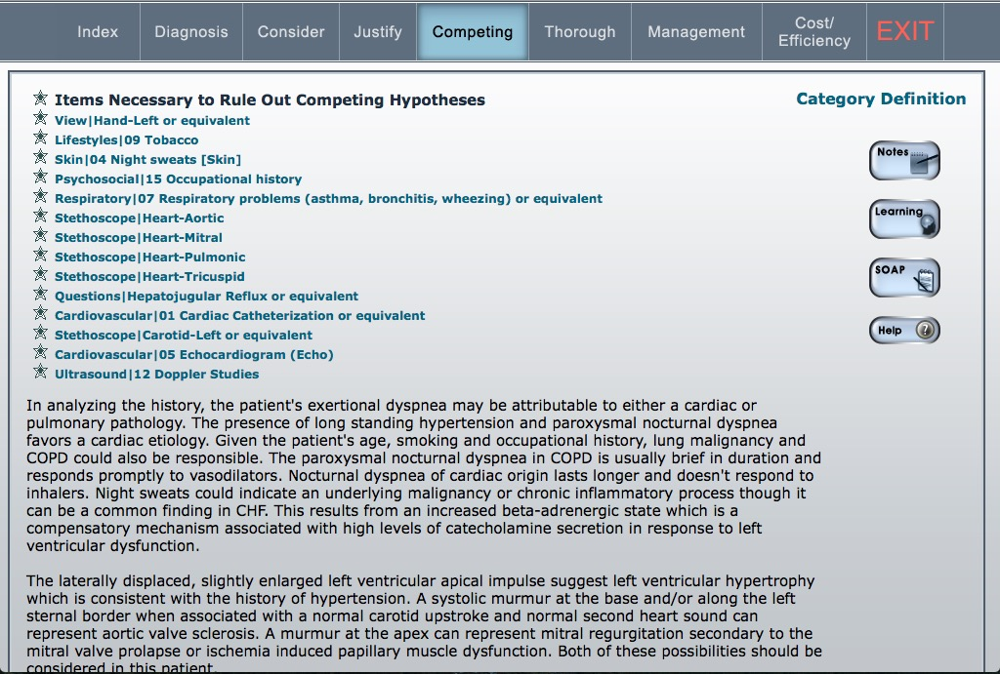 Index Diagnosis Consider Justify Competing Thorough Management Cost/ Efficiency EXIT
Items Necessary to Rule Out Competing Hypotheses
Category Definition
View|Hand-Left or equivalent
Lifestyles|09 Tobacco
Skin|04 Night sweats [Skin]
Psychosocial|15 Occupational history
Respiratory|07 Respiratory problems (asthma, bronchitis, wheezing) or equivalent
Stethoscope|Heart-Aortic
Stethoscope|Heart-Mitral
Stethoscope|Heart-Pulmonic
Stethoscope|Heart-Tricuspid
Questions|Hepatojugular Reflux or equivalent
Cardiovascular|01 Cardiac Catheterization or equivalent
Stethoscope|Carotid-Left or equivalent
Cardiovascular|05 Echocardiogram (Echo)
Ultrasound|12 Doppler Studies
Notes
Learning
SOAP
Help ?
In analyzing the history, the patient's exertional dyspnea may be attributable to either a cardiac or
pulmonary pathology. The presence of long standing hypertension and paroxysmal nocturnal dyspnea
favors a cardiac etiology. Given the patient's age, smoking and occupational history, lung malignancy and
COPD could also be responsible. The paroxysmal nocturnal dyspnea in COPD is usually brief in duration and
responds promptly to vasodilators. Nocturnal dyspnea of cardiac origin lasts longer and doesn't respond to
inhalers. Night sweats could indicate an underlying malignancy or chronic inflammatory process though it
can be a common finding in CHF. This results from an increased beta-adrenergic state which is a
compensatory mechanism associated with high levels of catecholamine secretion in response to left
ventricular dysfunction.
The laterally displaced, slightly enlarged left ventricular apical impulse suggest left ventricular hypertrophy
which is consistent with the history of hypertension. A systolic murmur at the base and/or along the left
sternal border when associated with a normal carotid upstroke and normal second heart sound can
represent aortic valve sclerosis. A murmur at the apex can represent mitral regurgitation secondary to the
mitral valve prolapse or ischemia induced papillary muscle dysfunction. Both of these possibilities should be
considered in this patient.